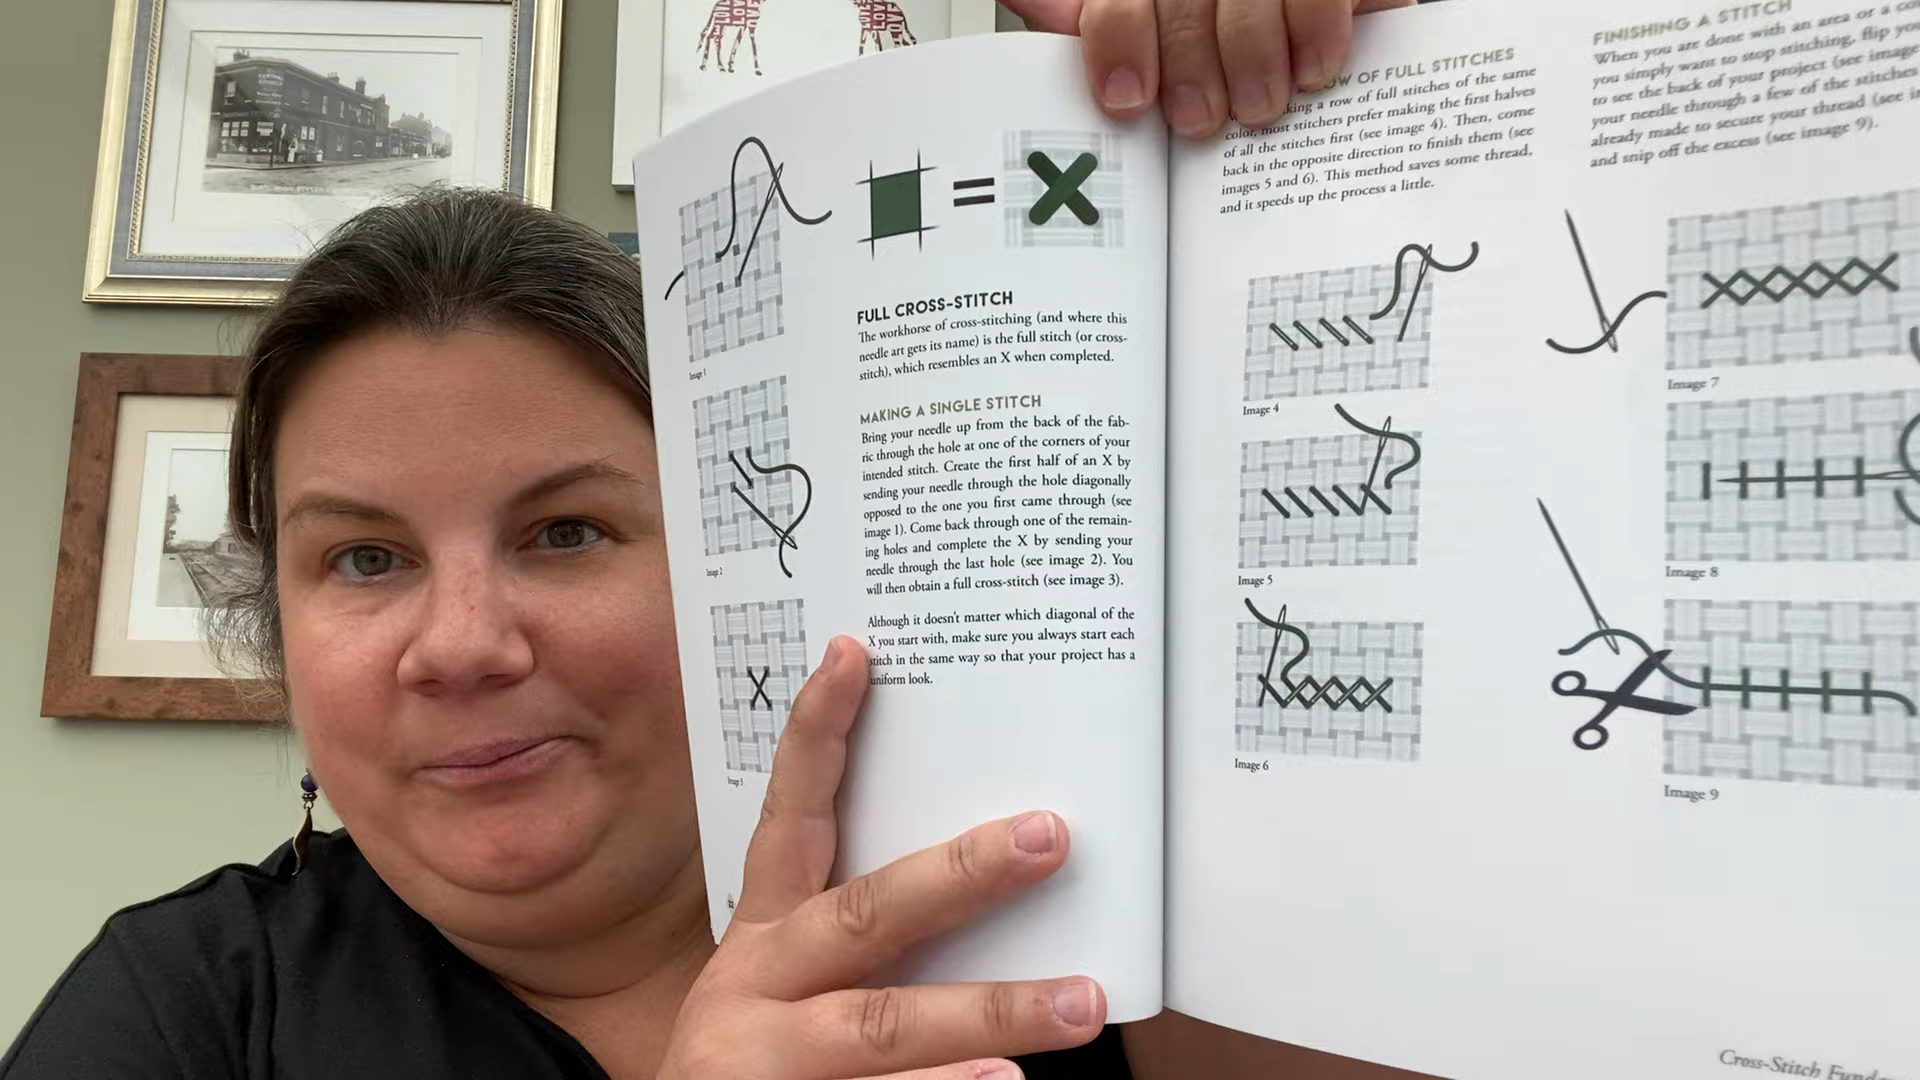 FULL CROSS-STITCH
The workhorse of cross-stitching (and where this
needle art gets its name) is the full stitch (or cross-
stitch), which resembles an X when completed.
MAKING A SINGLE STITCH
Bring your needle up from the back of the fab-
ric through the hole at one of the corners of your
intended stitch. Create the first half of an X by
sending your needle through the hole diagonally
opposed to the one you first came through (see
image 1). Come back through one of the remain-
ing holes and complete the X by sending your
needle through the last hole (see image 2). You
will then obtain a full cross-stitch (see image 3).
Although it doesn't matter which diagonal of the
X you start with, make sure you always start each
stitch in the same way so that your project has a
uniform look.
Image 1
Image 2
Image 3
OF FULL STITCHES
a row of full stitches of the same
color, most stitchers prefer making the first halves
of all the stitches first (see image 4). Then, come
back in the opposite direction to finish them (see
images 5 and 6). This method saves some thread,
and it speeds up the process a little.
Image 4
Image 5
Image 6
FINISHING A STITCH
When you are done with an area or a
you simply want to stop stitching, flip
to see the back of your project (see image
your needle through a few of the stitches
already made to secure your thread (see
and snip off the excess (see image 9).
Image 7
Image 8
Image 9
Cross-Stitch